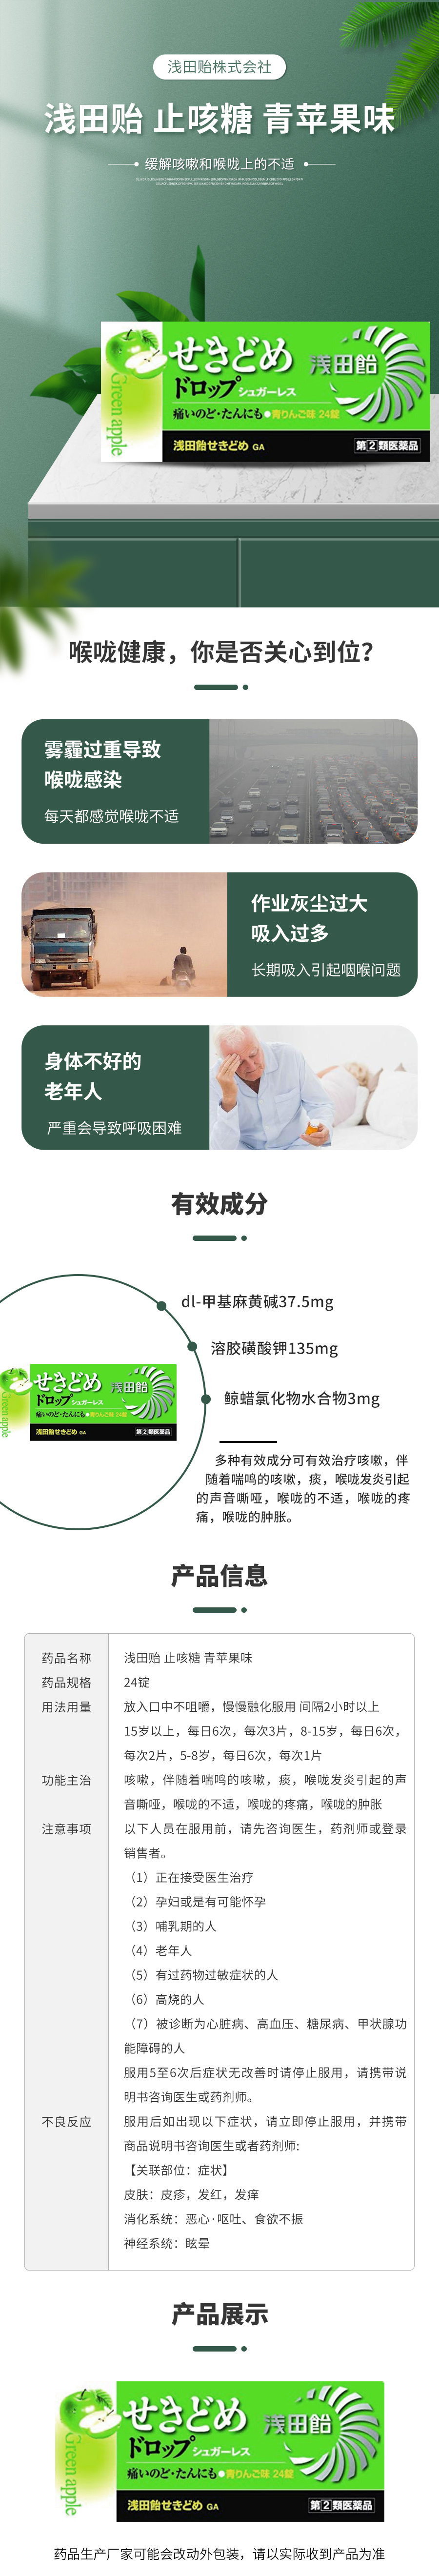 浅田贻株式会社
浅田贻 止咳糖 青苹果味
缓解咳嗽和喉咙上的不适
Green apple
せきどめ
浅田飴
ドロップ シュガーレス
痛いのど・たんにも●青りんご味 24錠
浅田飴せきどめ GA
第②類医薬品
喉咙健康，你是否关心到位？
雾霾过重导致
喉咙感染
每天都感觉喉咙不适
作业灰尘过大
吸入过多
长期吸入引起咽喉问题
身体不好的
老年人
严重会导致呼吸困难
有效成分
dl-甲基麻黄碱37.5mg
溶胶磺酸钾135mg
鲸蜡氯化物水合物3mg
Green apple
せきどめ
浅田飴
ドロップ シュガーレス
痛いのど・たんにも●青りんご味 24錠
浅田飴せきどめ GA
第②類医薬品
多种有效成分可有效治疗咳嗽，伴
随着喘鸣的咳嗽，痰，喉咙发炎引起
的声音嘶哑，喉咙的不适，喉咙的疼
痛，喉咙的肿胀。
产品信息
药品名称 浅田贻 止咳糖 青苹果味
药品规格 24锭
用法用量 放入口中不咀嚼，慢慢融化服用 间隔2小时以上
15岁以上，每日6次，每次3片，8-15岁，每日6次，
每次2片，5-8岁，每日6次，每次1片
功能主治 咳嗽，伴随着喘鸣的咳嗽，痰，喉咙发炎引起的声
音嘶哑，喉咙的不适，喉咙的疼痛，喉咙的肿胀
注意事项 以下人员在服用前，请先咨询医生，药剂师或登录
销售者。
（1）正在接受医生治疗
（2）孕妇或是有可能怀孕
（3）哺乳期的人
（4）老年人
（5）有过药物过敏症状的人
（6）高烧的人
（7）被诊断为心脏病、高血压、糖尿病、甲状腺功
能障碍的人
服用5至6次后症状无改善时请停止服用，请携带说
明书咨询医生或药剂师。
不良反应 服用后如出现以下症状，请立即停止服用，并携带
商品说明书咨询医生或者药剂师:
【关联部位：症状】
皮肤：皮疹，发红，发痒
消化系统：恶心·呕吐、食欲不振
神经系统：眩晕
产品展示
Green apple
せきどめ
浅田飴
ドロップ シュガーレス
痛いのど・たんにも●青りんご味 24錠
浅田飴せきどめ GA
第②類医薬品
药品生产厂家可能会改动外包装，请以实际收到产品为准